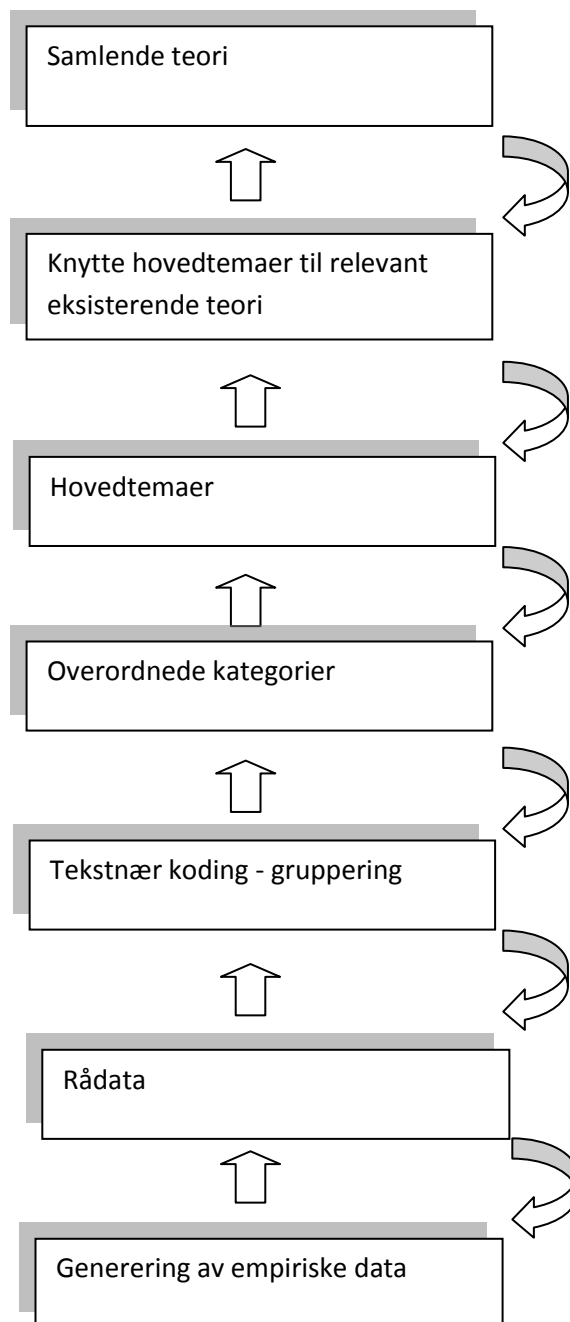 Samlende teori
Knytte hovedtemaer til relevant
eksisterende teori
Hovedtemaer
Overordnede kategorier
Tekstnær koding - gruppering
Rådata
Generering av empiriske data